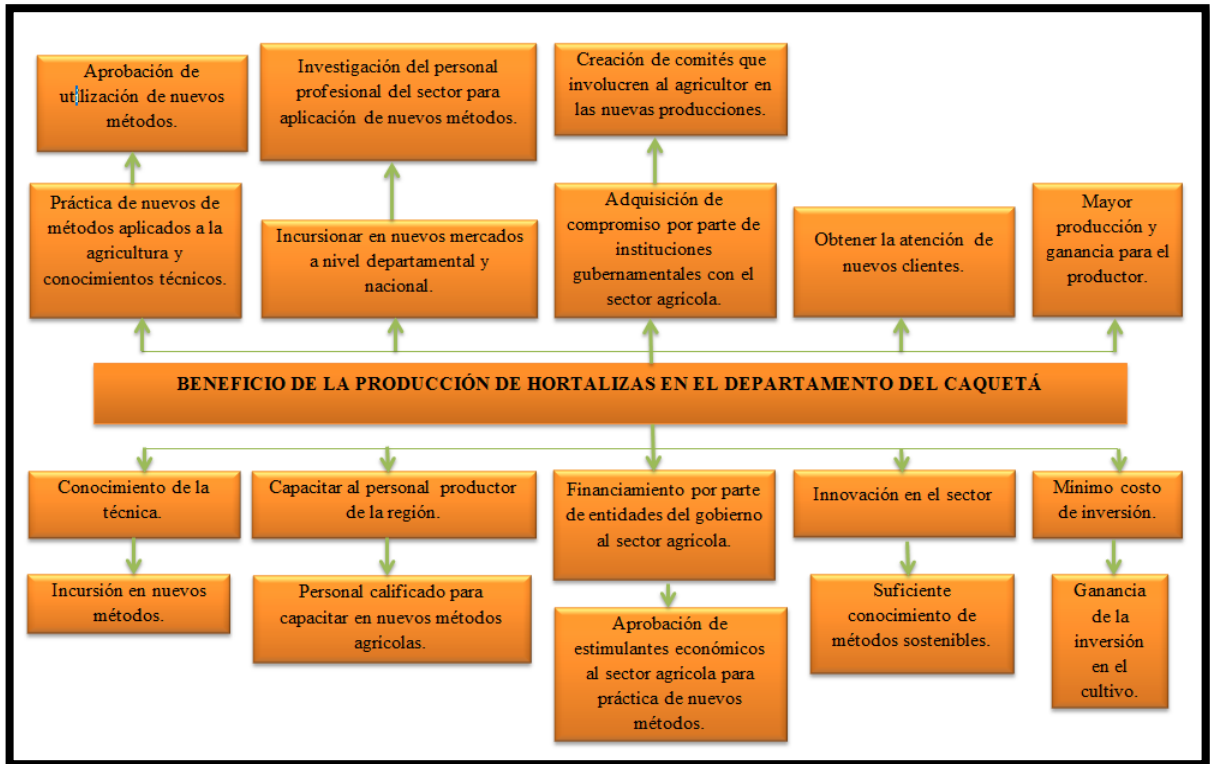 Aprobación de
utilización de nuevos
métodos.
Investigación del personal
profesional del sector para
aplicación de nuevos métodos.
Creación de comités que
involucren al agricultor en
las nuevas producciones.
Práctica de nuevos de
métodos aplicados a la
agricultura y
conocimientos técnicos.
Incursionar en nuevos mercados
a nivel departamental y
nacional.
Adquisición de
compromiso por parte de
instituciones
gubernamentales con el
sector agrícola.
Obtener la atención de
nuevos clientes.
Mayor
producción y
ganancia para el
productor.
BENEFICIO DE LA PRODUCCIÓN DE HORTALIZAS EN EL DEPARTAMENTO DEL CAQUETÁ
Conocimiento de la
técnica.
Capacitar al personal productor
de la región.
Financiamiento por parte
de entidades del gobierno
al sector agrícola.
Innovación en el sector
Mínimo costo
de inversión.
Incursión en nuevos
métodos.
Personal calificado para
capacitar en nuevos métodos
agrícolas.
Aprobación de
estimulantes económicos
al sector agrícola para
práctica de nuevos
métodos.
Suficiente
conocimiento de
métodos sostenibles.
Ganancia
de la
inversión
en el
cultivo.